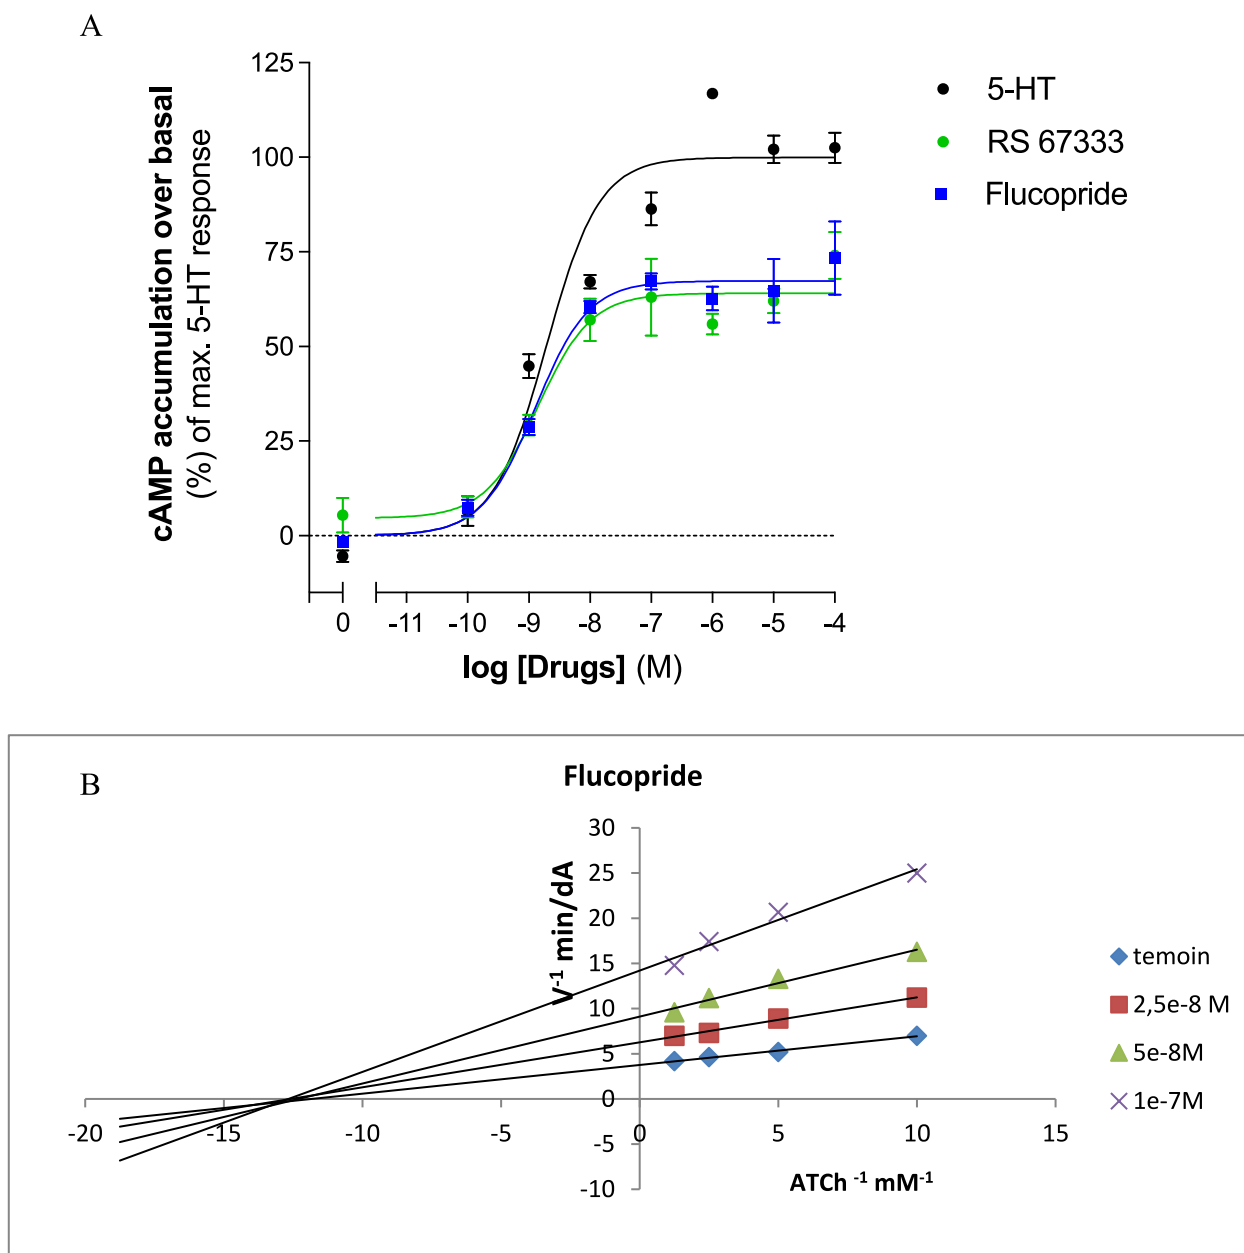 A
125
100
75
50
25
0
cAMP accumulation over basal
(%) of max. 5-HT response
0 -11 -10 -9 -8 -7 -6 -5 -4
log [Drugs] (M)
5-HT
RS 67333
Flucopride
B
Flucopride
30
25
20
15
10
5
0
-5
-10
V⁻¹ min/dA
-20 -15 -10 -5 0 5 10 15
ATCh ⁻¹ mM⁻¹
temoin
2,5e-8 M
5e-8M
1e-7M